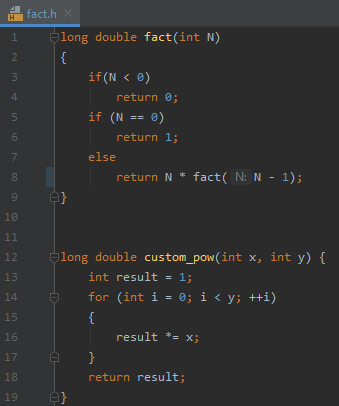 fact.h
1 long double fact(int N)
2 {
3 if(N < 0)
4 return 0;
5 if (N == 0)
6 return 1;
7 else
8 return N * fact( N: N - 1);
9 }
10
11
12 long double custom_pow(int x, int y) {
13 int result = 1;
14 for (int i = 0; i < y; ++i)
15 {
16 result *= x;
17 }
18 return result;
19 }